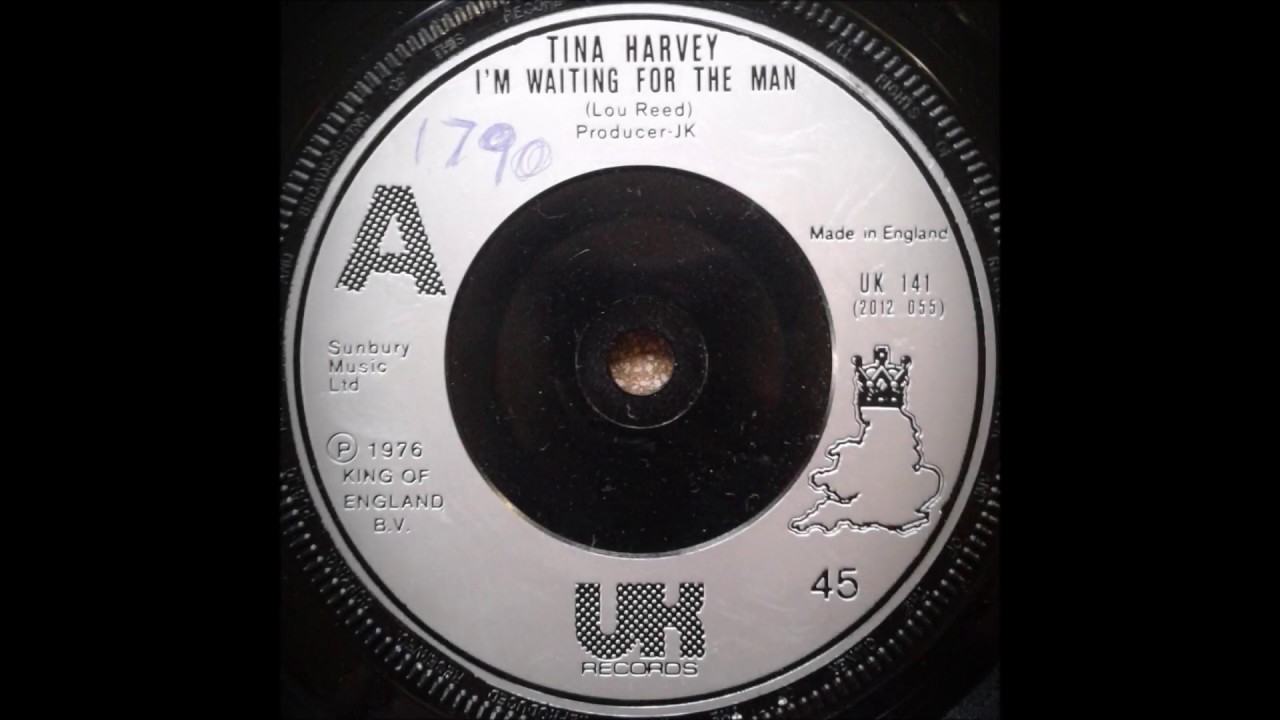 TINA HARVEY
I'M WAITING FOR THE MAN
(Lou Reed)
Producer-JK
1790
A
Made in England
UK 141
(2012 055)
Sunbury
Music
Ltd
Ⓟ 1976
KING OF
ENGLAND
B.V.
45
UK
RECORDS